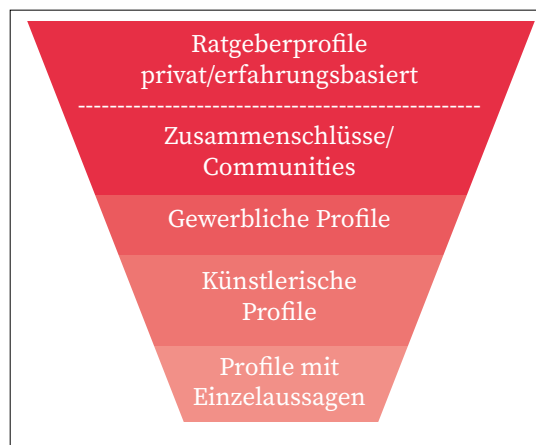 Ratgeberprofile
privat/erfahrungsbasiert
Zusammenschlüsse/
Communities
Gewerbliche Profile
Künstlerische
Profile
Profile mit
Einzelaussagen